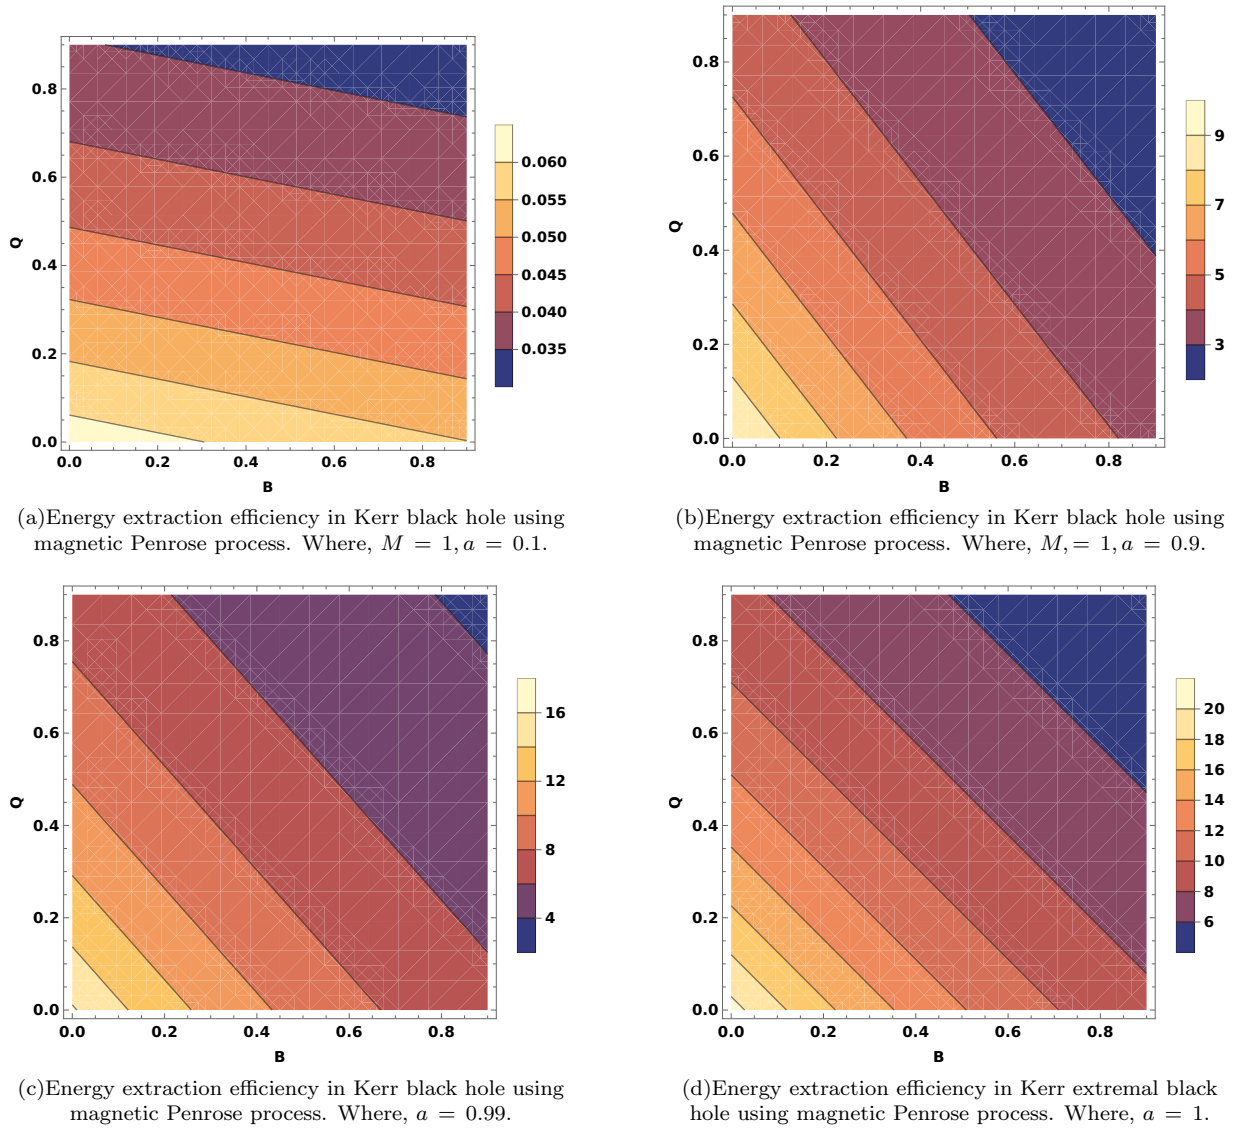 0.8
0.6
0.4
0.2
0.0
Q
0.0 0.2 0.4 0.6 0.8
B
0.060
0.055
0.050
0.045
0.040
0.035
(a)Energy extraction efficiency in Kerr black hole using
magnetic Penrose process. Where, M = 1, a = 0.1.
0.8
0.6
0.4
0.2
0.0
Q
0.0 0.2 0.4 0.6 0.8
B
9
7
5
3
(b)Energy extraction efficiency in Kerr black hole using
magnetic Penrose process. Where, M, = 1, a = 0.9.
0.8
0.6
0.4
0.2
0.0
Q
0.0 0.2 0.4 0.6 0.8
B
16
12
8
4
(c)Energy extraction efficiency in Kerr black hole using
magnetic Penrose process. Where, a = 0.99.
0.8
0.6
0.4
0.2
0.0
Q
0.0 0.2 0.4 0.6 0.8
B
20
18
16
14
12
10
8
6
(d)Energy extraction efficiency in Kerr extremal black
hole using magnetic Penrose process. Where, a = 1.